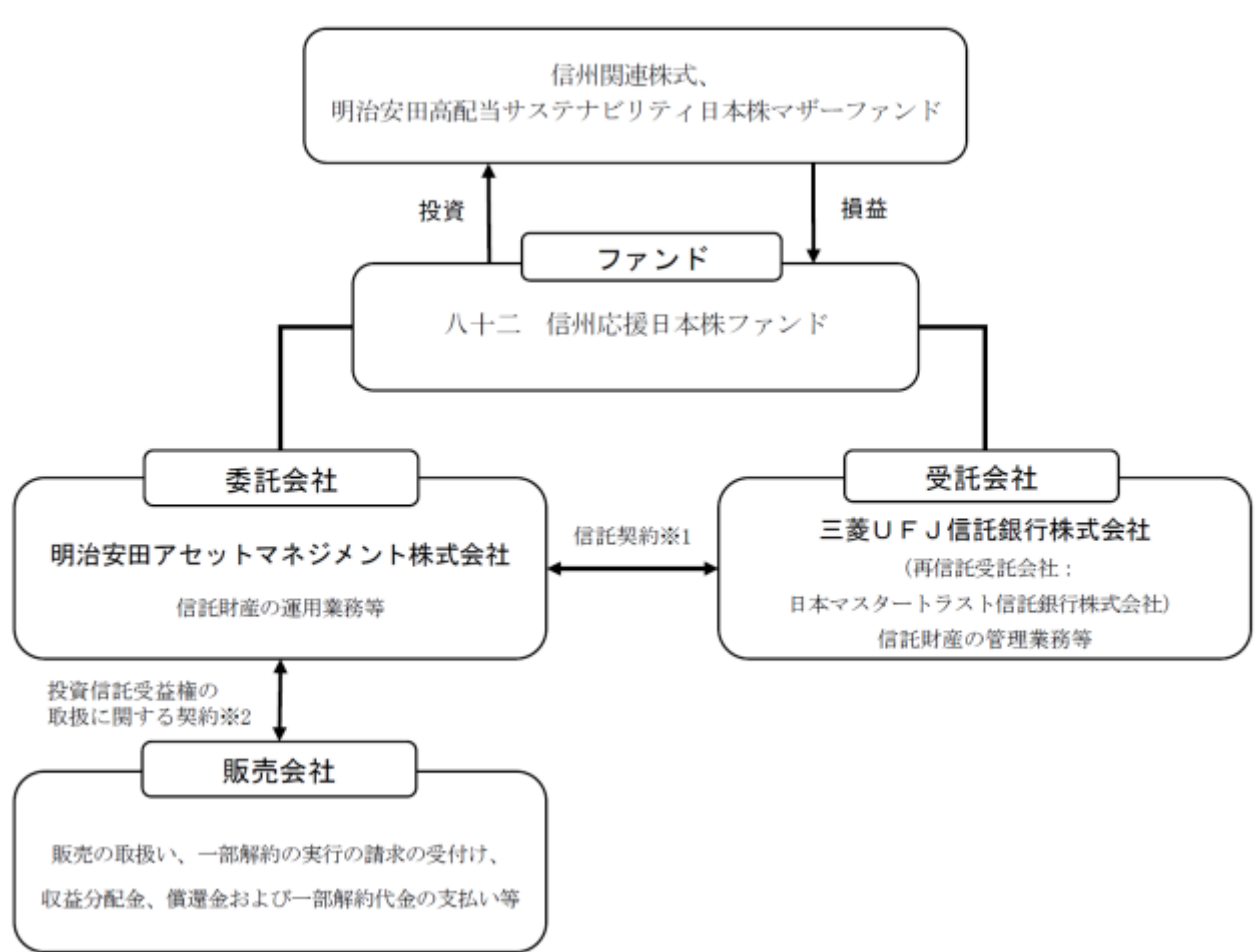 信州関連株式、
明治安田高配当サステナビリティ日本株マザーファンド
投資
損益
ファンド
八十二　信州応援日本株ファンド
委託会社
明治安田アセットマネジメント株式会社
信託財産の運用業務等
信託契約※1
受託会社
三菱ＵＦＪ信託銀行株式会社
（再信託受託会社：
日本マスタートラスト信託銀行株式会社）
信託財産の管理業務等
投資信託受益権の
取扱に関する契約※2
販売会社
販売の取扱い、一部解約の実行の請求の受付け、
収益分配金、償還金および一部解約代金の支払い等